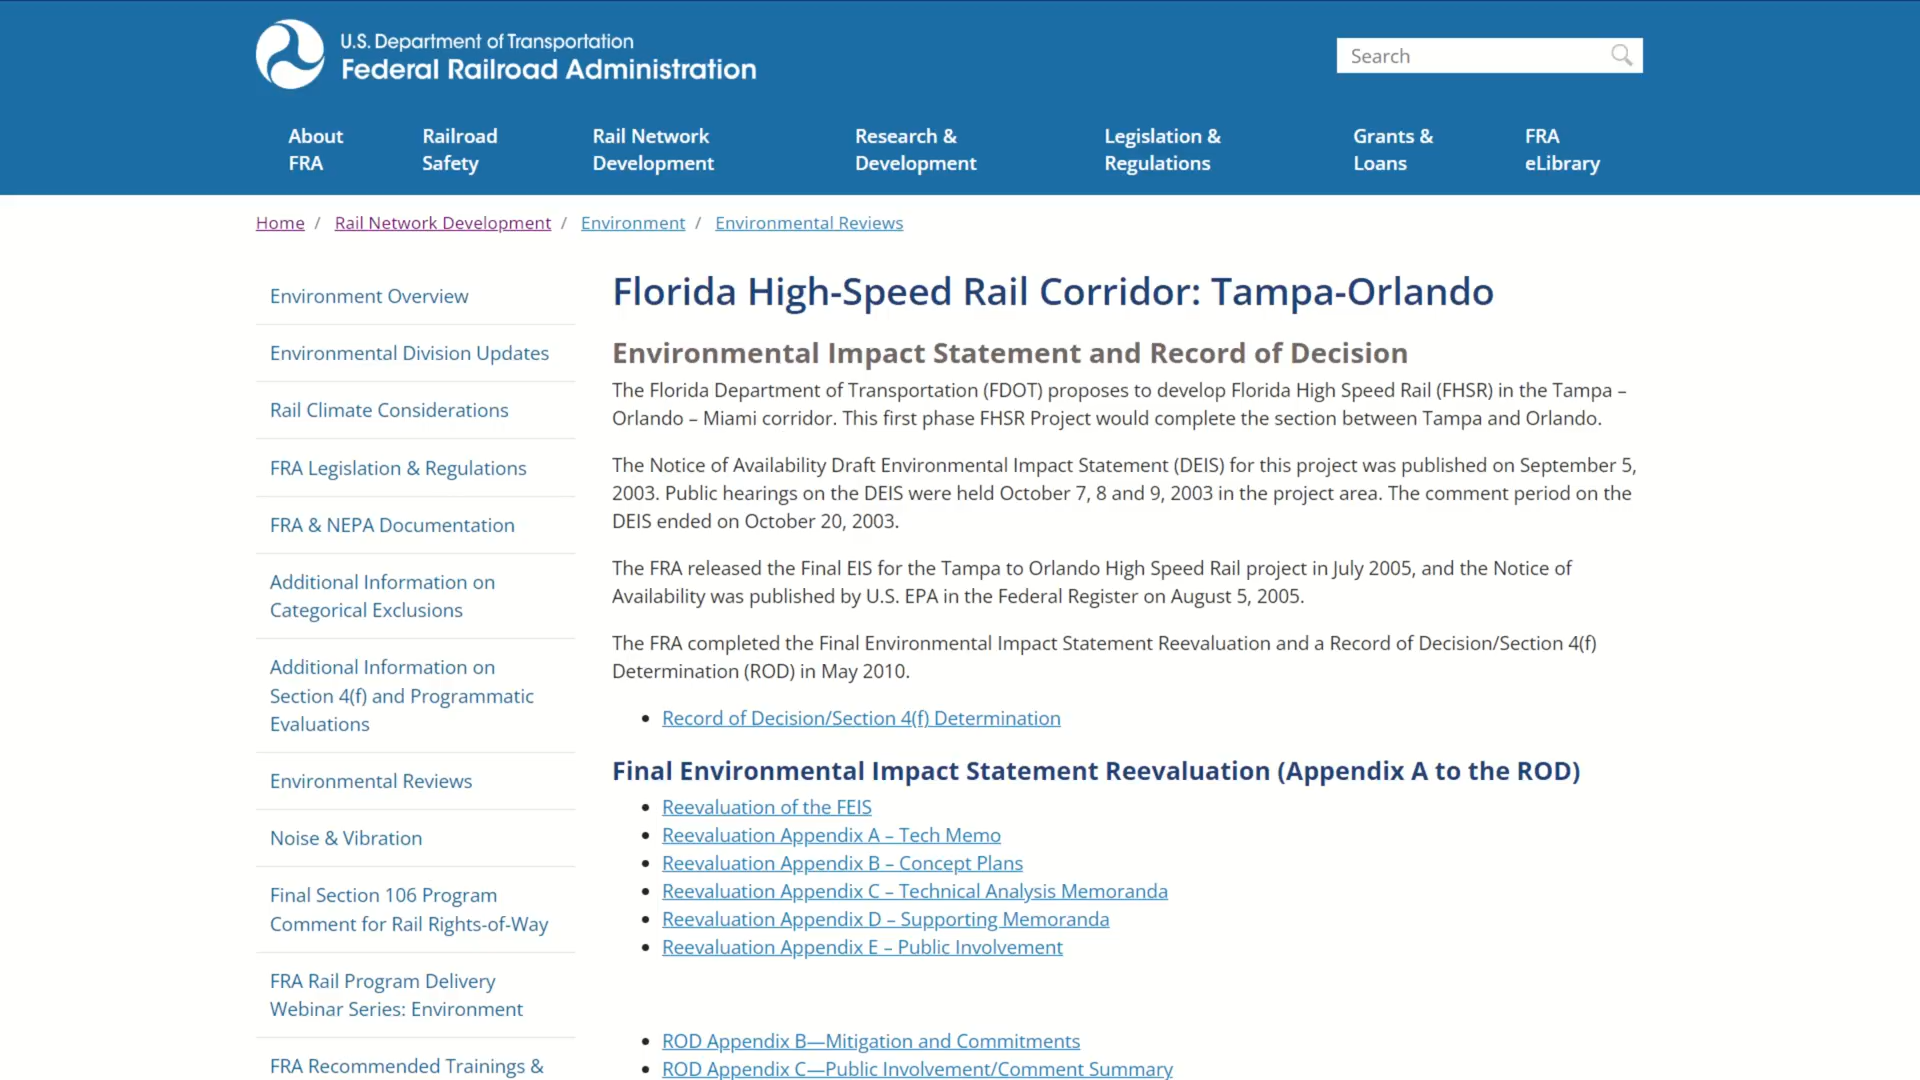 U.S. Department of Transportation
Federal Railroad Administration
Search
About
FRA
Railroad
Safety
Rail Network
Development
Research &
Development
Legislation &
Regulations
Grants &
Loans
FRA
eLibrary
Home / Rail Network Development / Environment / Environmental Reviews
Environment Overview
Environmental Division Updates
Rail Climate Considerations
FRA Legislation & Regulations
FRA & NEPA Documentation
Additional Information on
Categorical Exclusions
Additional Information on
Section 4(f) and Programmatic
Evaluations
Environmental Reviews
Noise & Vibration
Final Section 106 Program
Comment for Rail Rights-of-Way
FRA Rail Program Delivery
Webinar Series: Environment
FRA Recommended Trainings &
Florida High-Speed Rail Corridor: Tampa-Orlando
Environmental Impact Statement and Record of Decision
The Florida Department of Transportation (FDOT) proposes to develop Florida High Speed Rail (FHSR) in the Tampa –
Orlando – Miami corridor. This first phase FHSR Project would complete the section between Tampa and Orlando.
The Notice of Availability Draft Environmental Impact Statement (DEIS) for this project was published on September 5,
2003. Public hearings on the DEIS were held October 7, 8 and 9, 2003 in the project area. The comment period on the
DEIS ended on October 20, 2003.
The FRA released the Final EIS for the Tampa to Orlando High Speed Rail project in July 2005, and the Notice of
Availability was published by U.S. EPA in the Federal Register on August 5, 2005.
The FRA completed the Final Environmental Impact Statement Reevaluation and a Record of Decision/Section 4(f)
Determination (ROD) in May 2010.
• Record of Decision/Section 4(f) Determination
Final Environmental Impact Statement Reevaluation (Appendix A to the ROD)
• Reevaluation of the FEIS
• Reevaluation Appendix A – Tech Memo
• Reevaluation Appendix B – Concept Plans
• Reevaluation Appendix C – Technical Analysis Memoranda
• Reevaluation Appendix D – Supporting Memoranda
• Reevaluation Appendix E – Public Involvement
• ROD Appendix B—Mitigation and Commitments
• ROD Appendix C—Public Involvement/Comment Summary